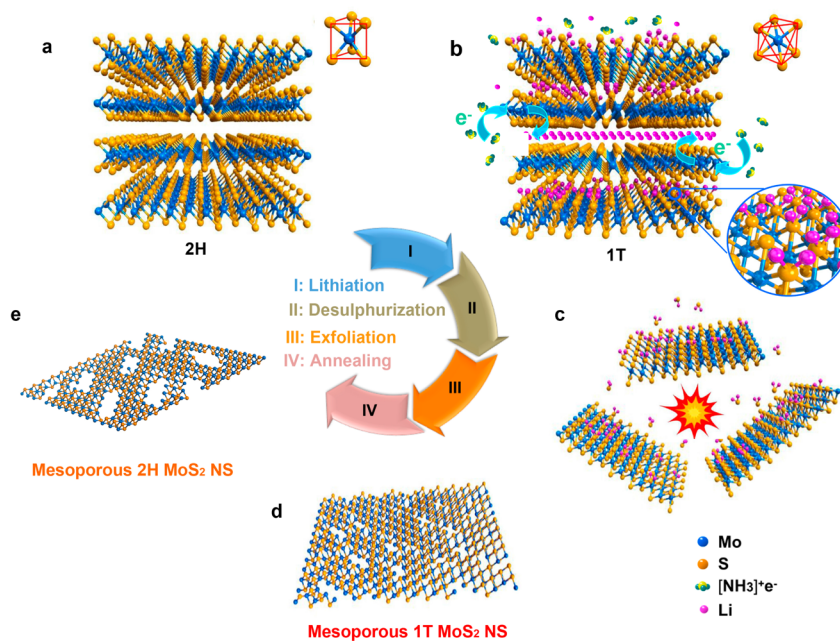 a
b
e-
e-
2H
1T
I
I: Lithiation
II: Desulphurization
III: Exfoliation
IV: Annealing
II
III
IV
e
c
Mesoporous 2H MoS₂ NS
d
Mesoporous 1T MoS₂ NS
Mo
S
[NH₃]⁺e⁻
Li